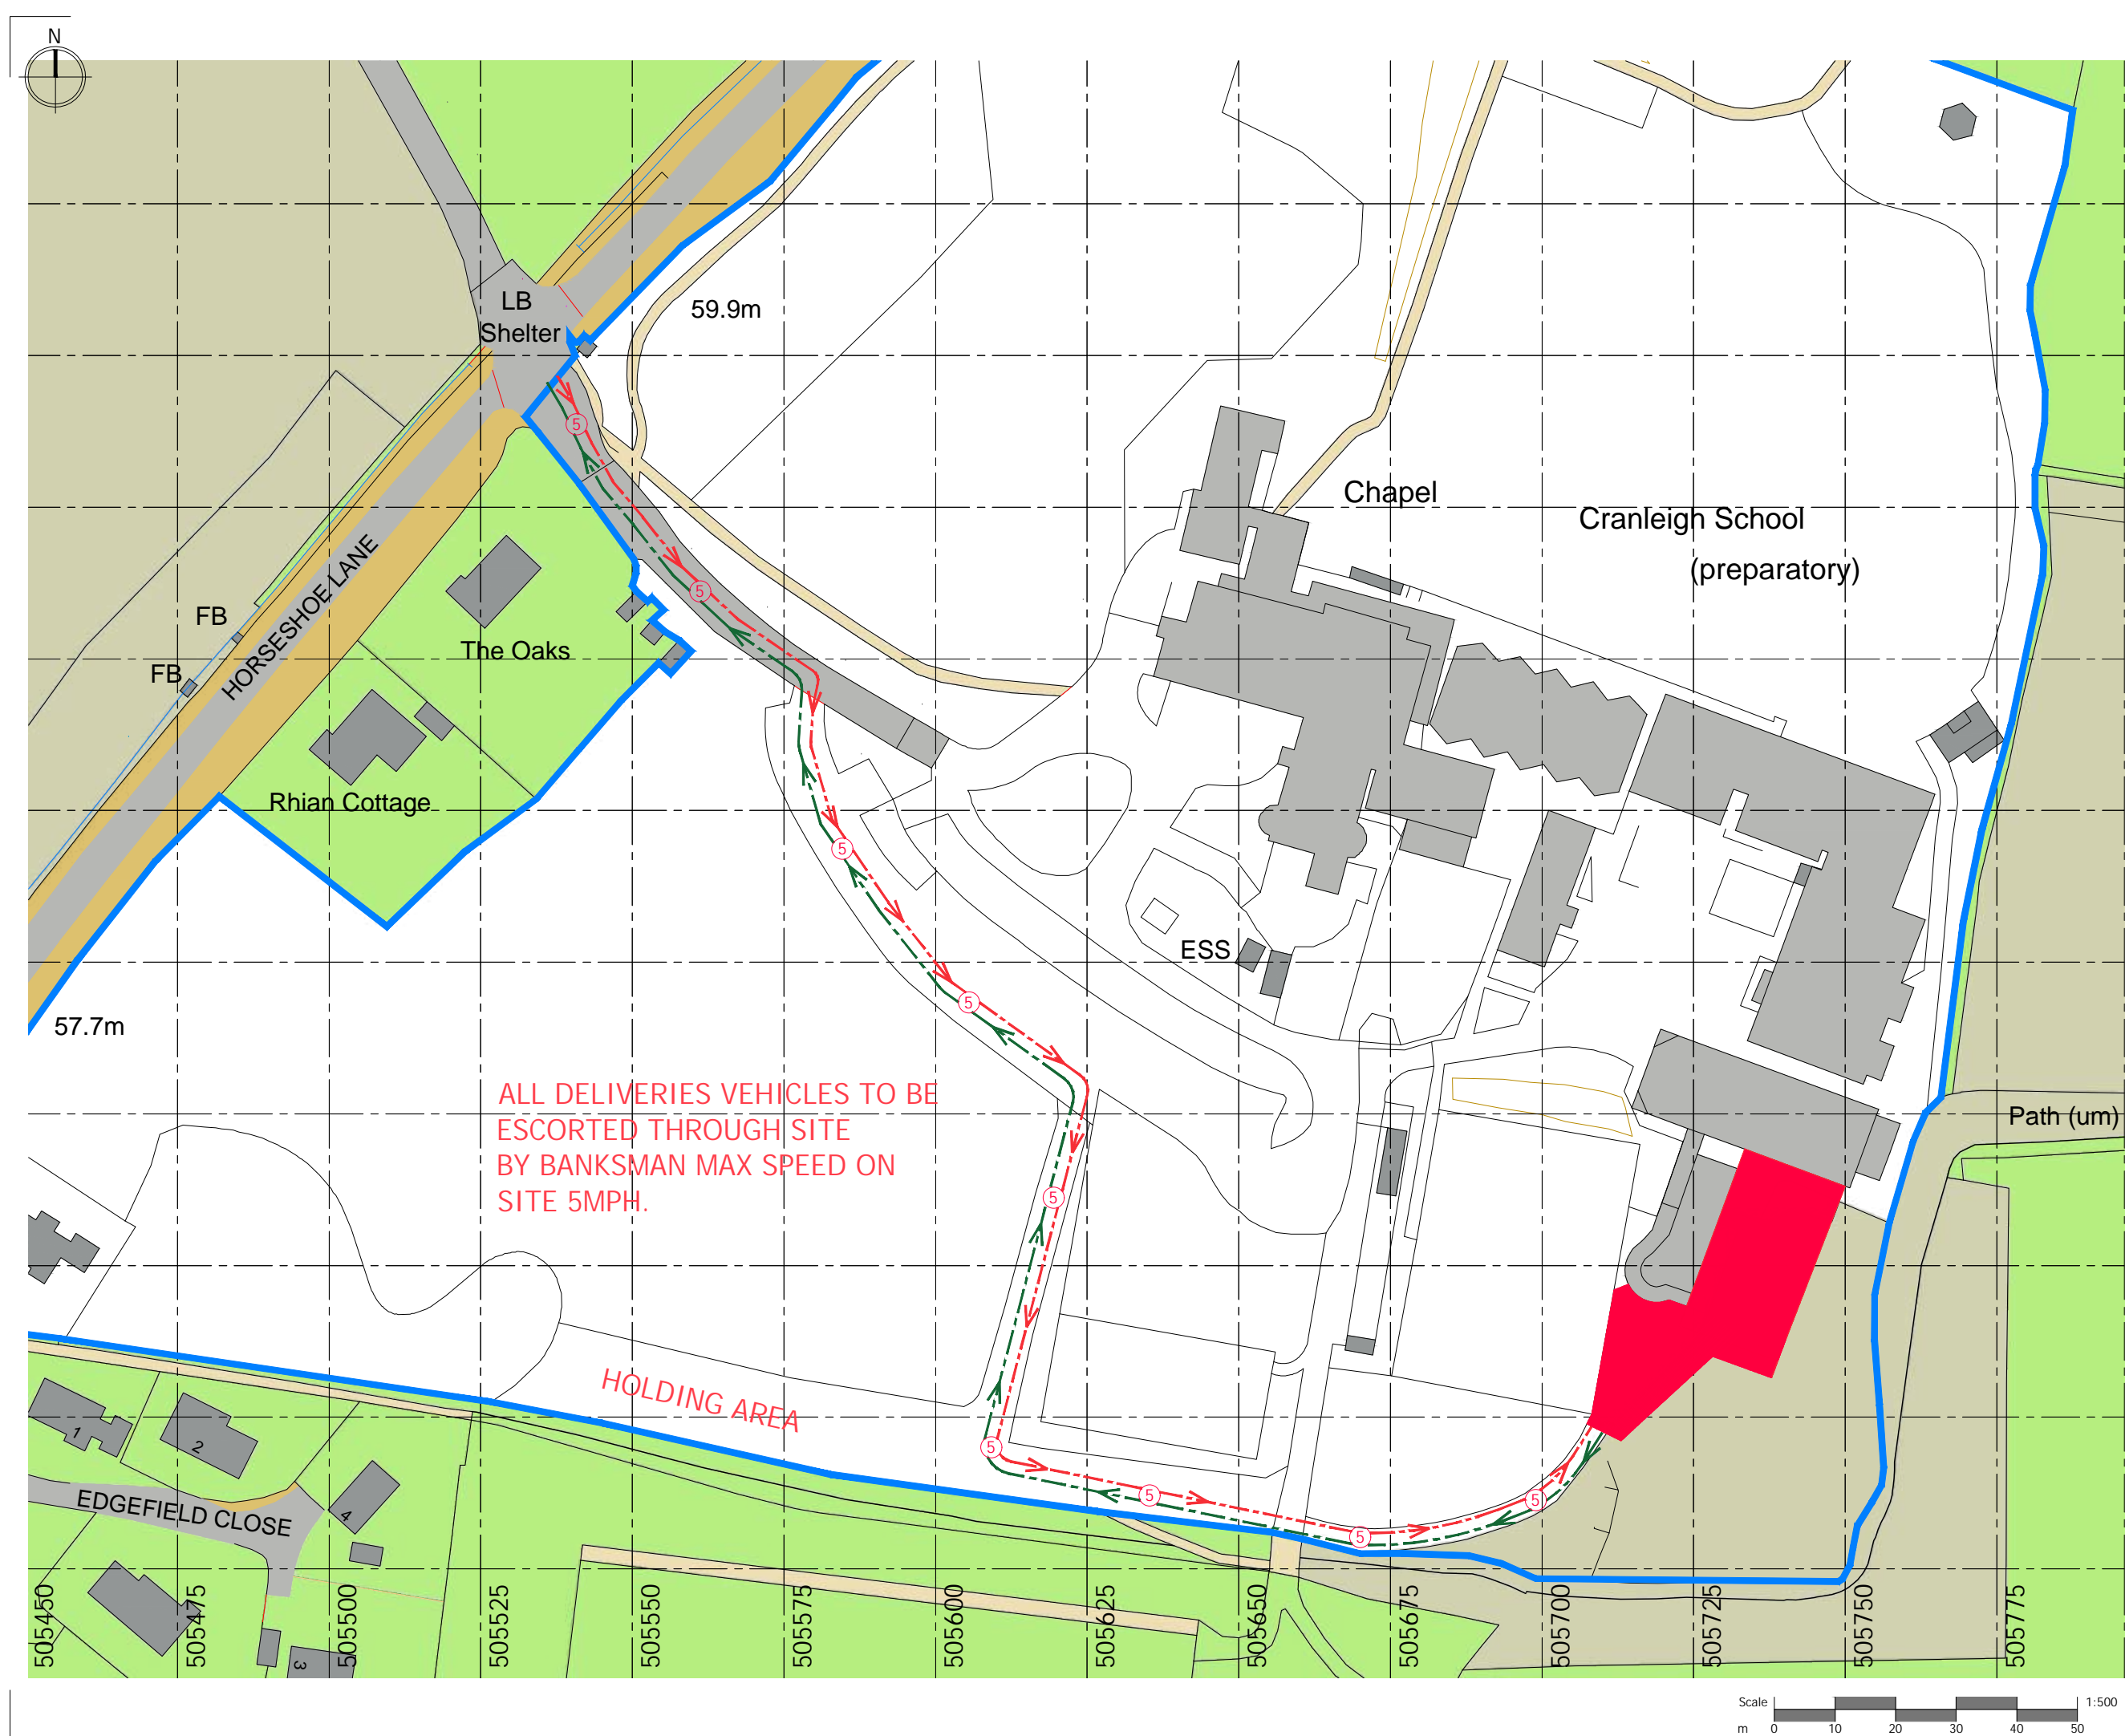 N
LB
Shelter
59.9m
5
Chapel
Cranleigh School
(preparatory)
HORSESHOE LANE
5
FB
The Oaks
FB
Rhian Cottage
5
ESS
5
57.7m
ALL DELIVERIES VEHICLES TO BE
ESCORTED THROUGH SITE
BY BANKSMAN MAX SPEED ON
SITE 5MPH.
Path (um)
5
HOLDING AREA
1
2
4
5
5
5
5
EDGEFIELD CLOSE
3
505450
505475
505500
505525
505550
505575
505600
505625
505650
505675
505700
505725
505750
505775
Scale 1:500
m 0 10 20 30 40 50